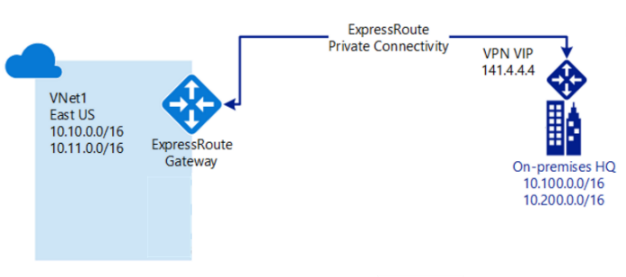 ExpressRoute
Private Connectivity
VPN VIP
141.4.4.4
VNet1
East US
10.10.0.0/16
10.11.0.0/16
ExpressRoute
Gateway
On-premises HQ
10.100.0.0/16
10.200.0.0/16